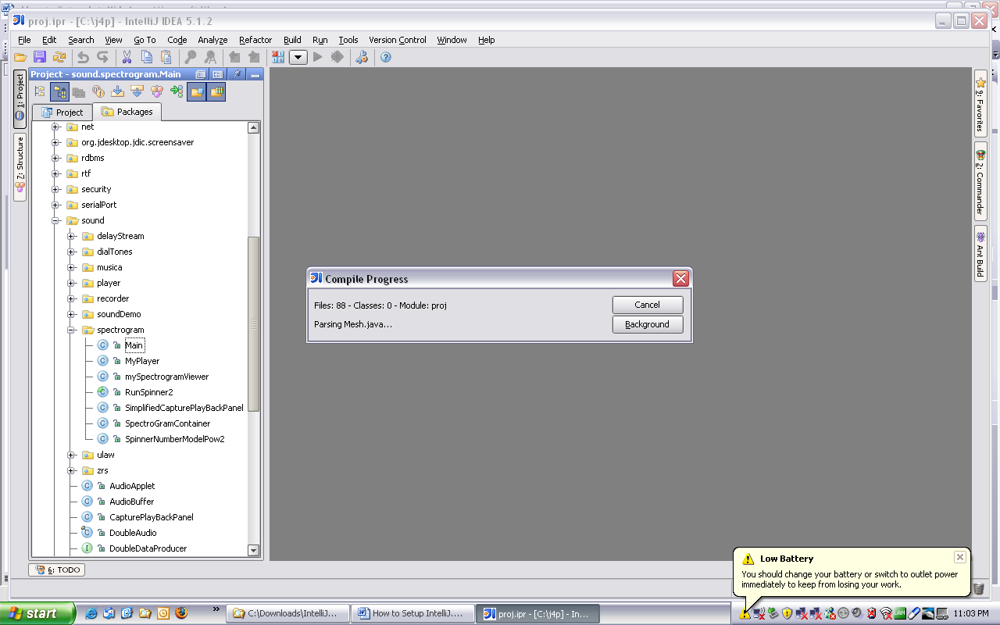 proj.ipr - [C:\j4p] - IntelliJ IDEA 5.1.2
File Edit Search View Go To Code Analyze Refactor Build Run Tools Version Control Window Help
1: Project
Z: Structure
Project - sound.spectrogram.Main
Project Packages
net
org.jdesktop.jdic.screensaver
rdbms
rtf
security
serialPort
sound
delayStream
dialTones
musica
player
recorder
soundDemo
spectrogram
Main
MyPlayer
mySpectrogramViewer
RunSpinner2
SimplifiedCapturePlayBackPanel
SpectroGramContainer
SpinnerNumberModelPow2
ulaw
zrs
AudioApplet
AudioBuffer
CapturePlayBackPanel
DoubleAudio
DoubleDataProducer
Compile Progress
Files: 88 - Classes: 0 - Module: proj
Cancel
Parsing Mesh.java...
Background
9: Favorites
2: Commander
Ant Build
6: TODO
Low Battery
You should change your battery or switch to outlet power
immediately to keep from losing your work.
start
C:\Downloads\IntelliJ...
How to Setup IntelliJ....
proj.ipr - [C:\j4p] - In...
11:03 PM